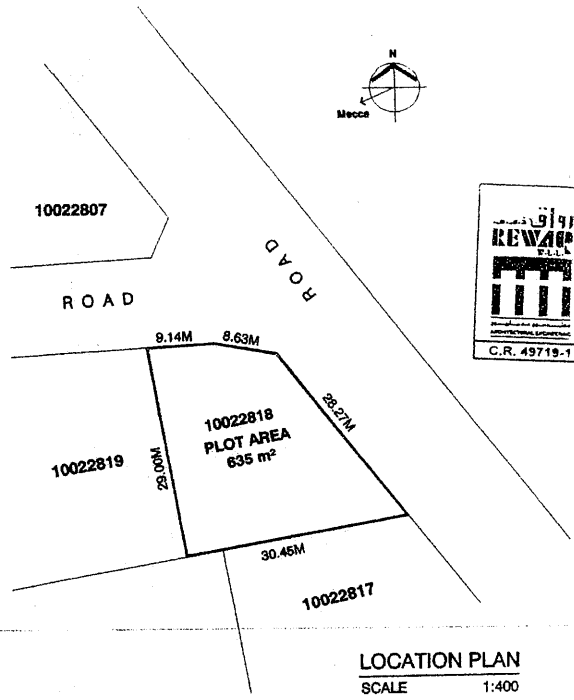 N
Mecca
10022807
رواق
REWAQ
W.L.L.
ROAD
ROAD
C.R. 49719-1
9.14M
8.63M
28.27M
10022818
PLOT AREA
635 m²
10022819
29.00M
30.45M
10022817
LOCATION PLAN
SCALE 1:400